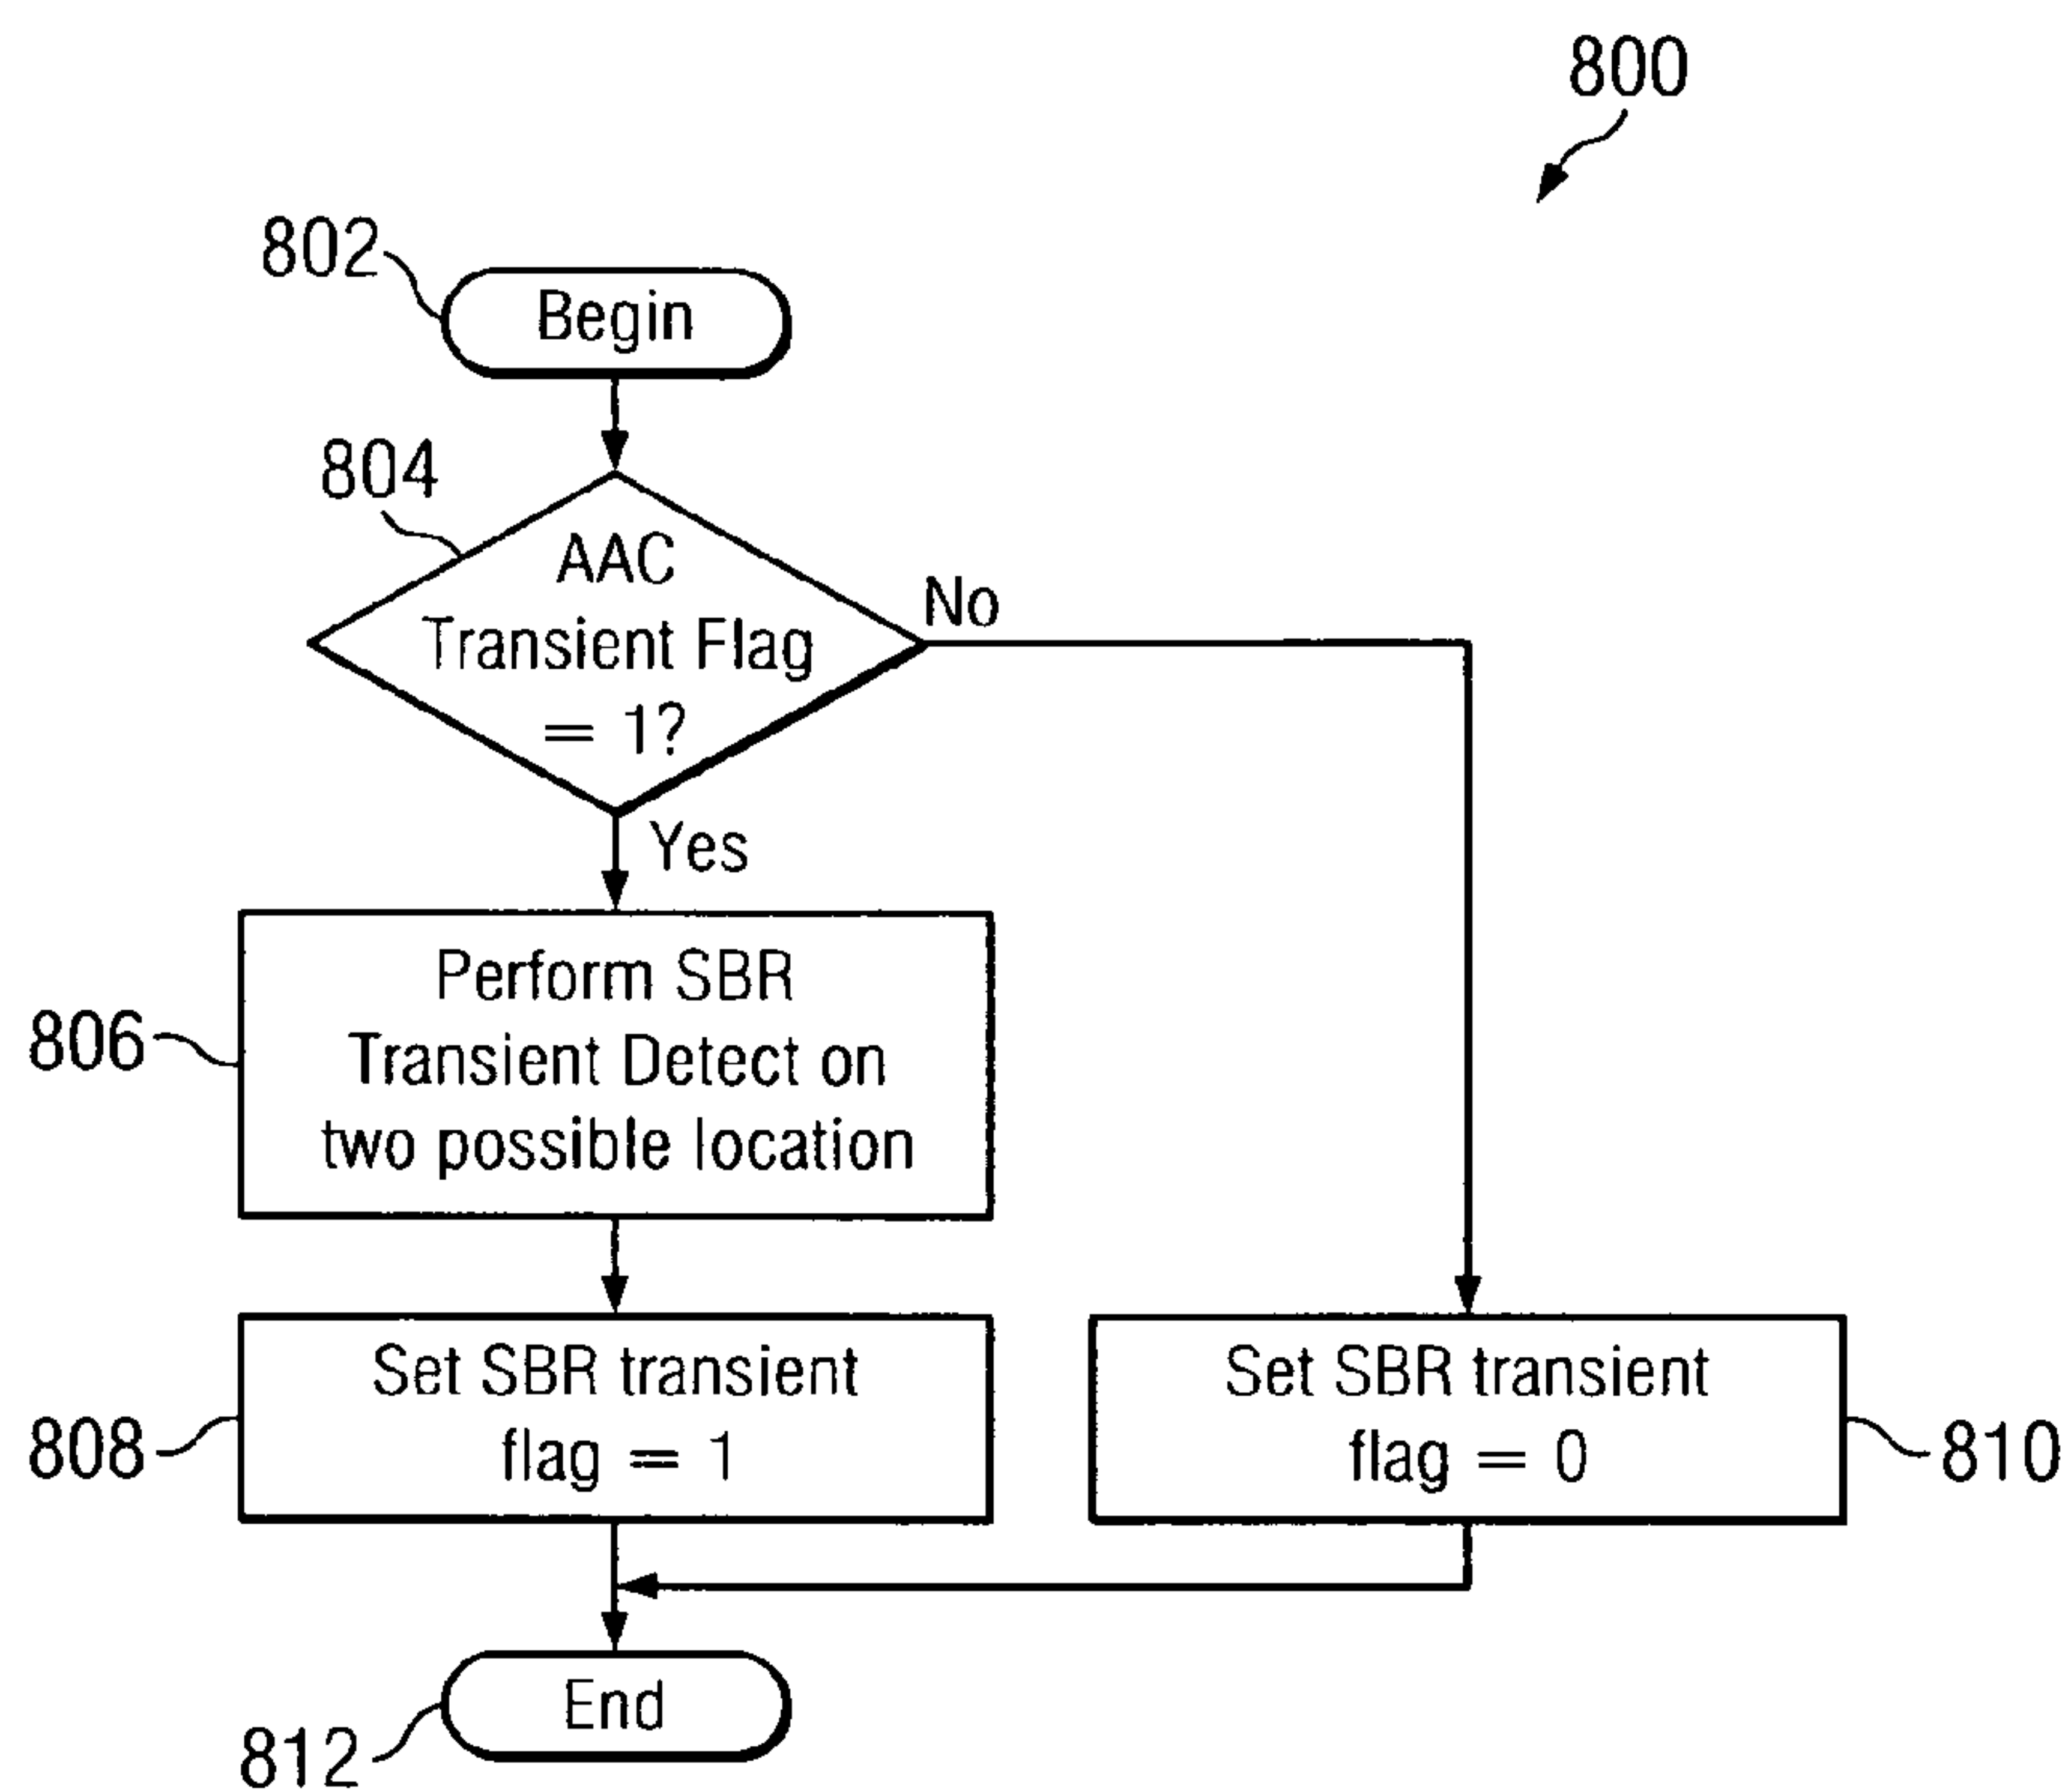 800
802
Begin
804
AAC
Transient Flag
= 1?
No
Yes
806
Perform SBR
Transient Detect on
two possible location
808
Set SBR transient
flag = 1
Set SBR transient
flag = 0
810
End
812